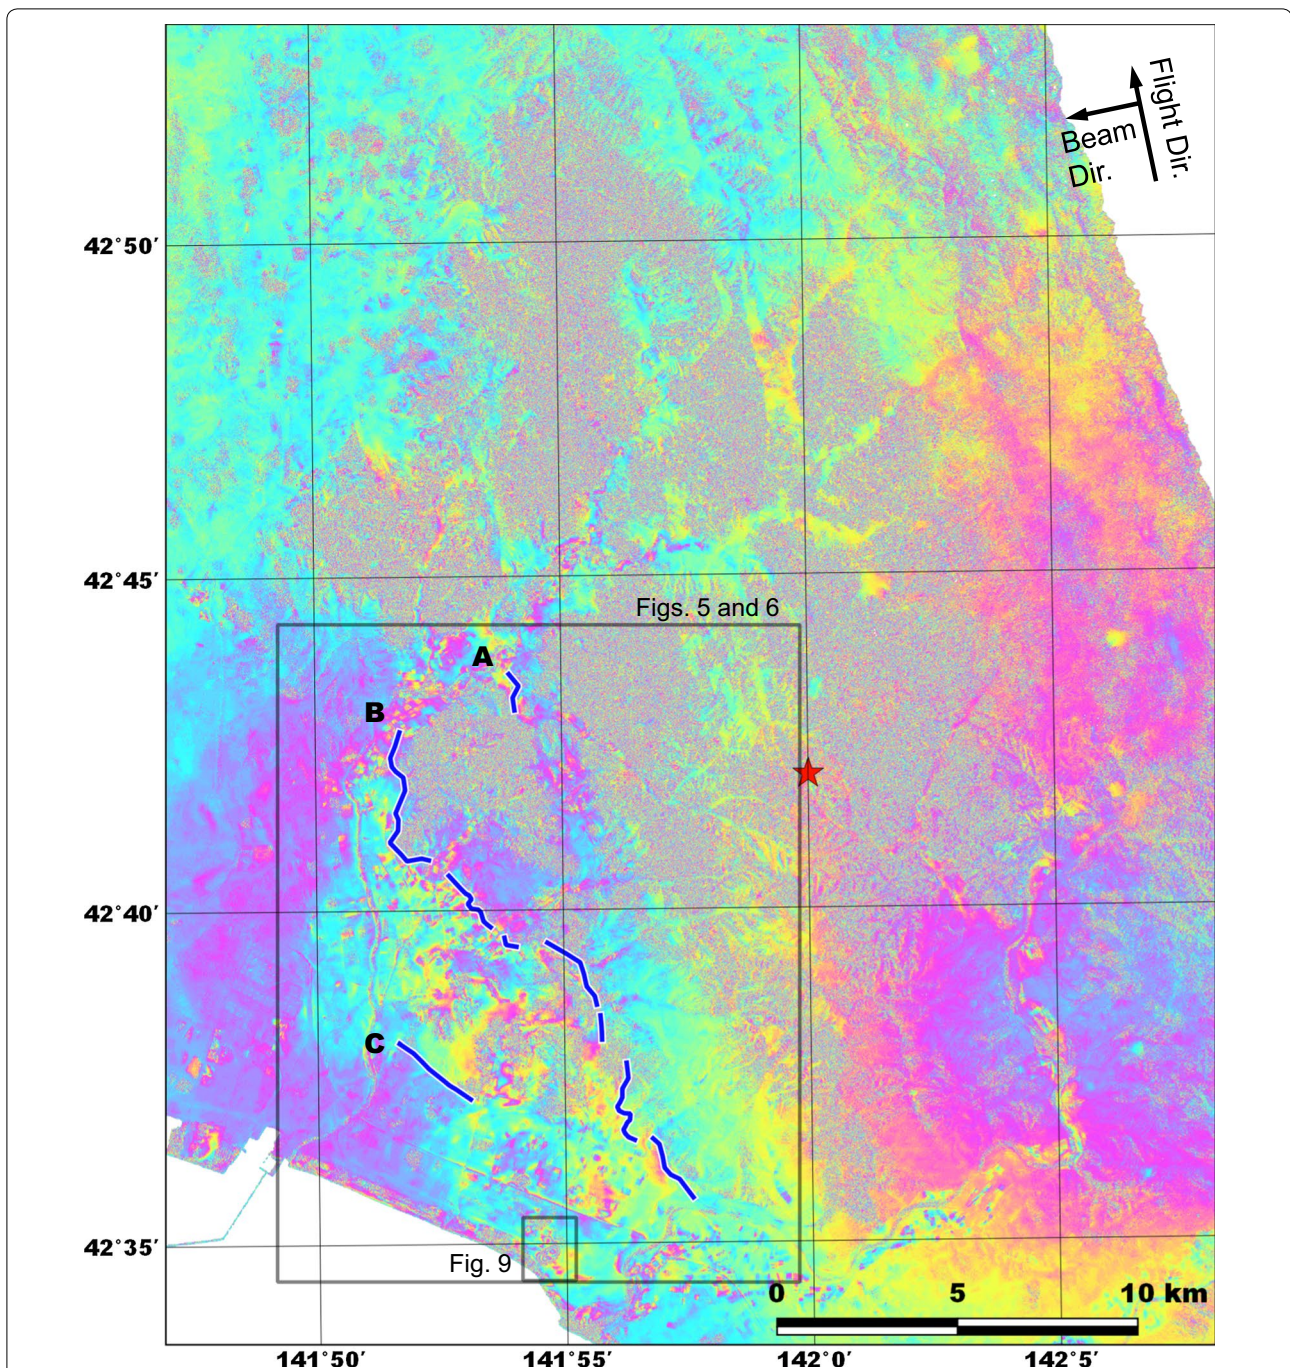 Flight Dir.
Beam
Dir.
42°50′
42°45′
Figs. 5 and 6
A
B
42°40′
C
42°35′
Fig. 9
0 5 10 km
141°50′ 141°55′ 142°0′ 142°5′